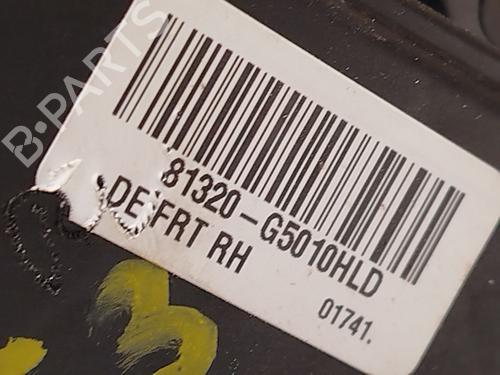 B-PARTS
81320-G5010HLD
DE FRT RH
01741.